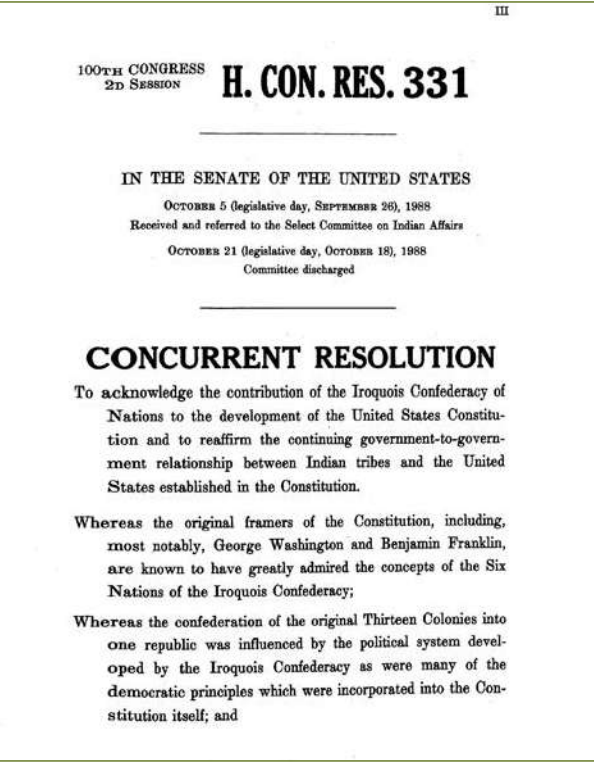 III
100TH CONGRESS
2D SESSION
H. CON. RES. 331
IN THE SENATE OF THE UNITED STATES
OCTOBER 5 (legislative day, SEPTEMBER 26), 1988
Received and referred to the Select Committee on Indian Affairs
OCTOBER 21 (legislative day, OCTOBER 18), 1988
Committee discharged
CONCURRENT RESOLUTION
To acknowledge the contribution of the Iroquois Confederacy of
Nations to the development of the United States Constitu-
tion and to reaffirm the continuing government-to-govern-
ment relationship between Indian tribes and the United
States established in the Constitution.
Whereas the original framers of the Constitution, including,
most notably, George Washington and Benjamin Franklin,
are known to have greatly admired the concepts of the Six
Nations of the Iroquois Confederacy;
Whereas the confederation of the original Thirteen Colonies into
one republic was influenced by the political system devel-
oped by the Iroquois Confederacy as were many of the
democratic principles which were incorporated into the Con-
stitution itself; and